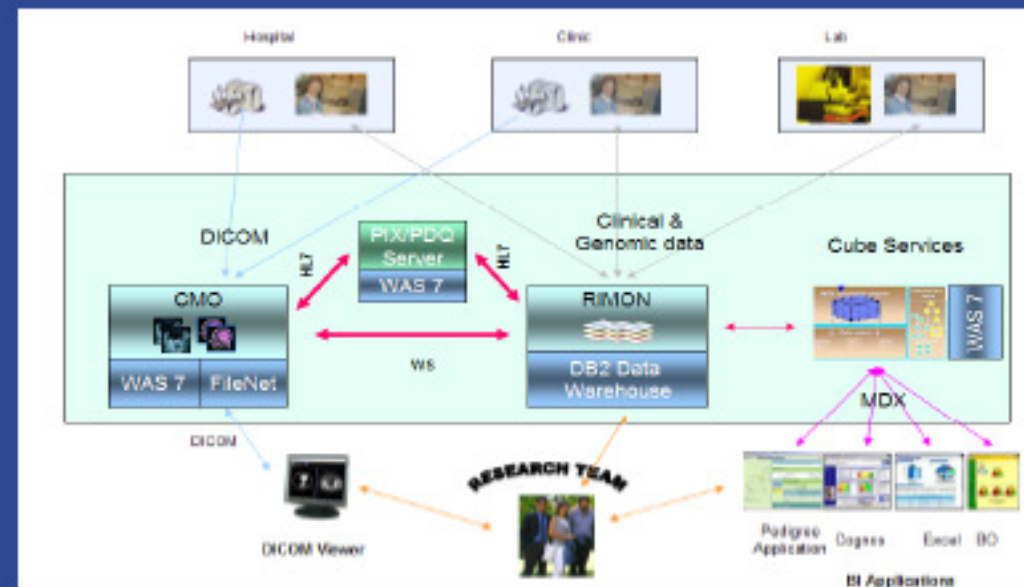 Hospital
Clinic
Lab
DICOM
HL7
PIX/PDQ
Server
WAS 7
HL7
Clinical &
Genomic data
Cube Services
CMO
WAS 7
FileNet
WS
RIMON
DB2 Data
Warehouse
WAS 7
MDX
DICOM
DICOM Viewer
RESEARCH TEAM
Pedigree
Application
Cognos
Excel
BO
BI Applications